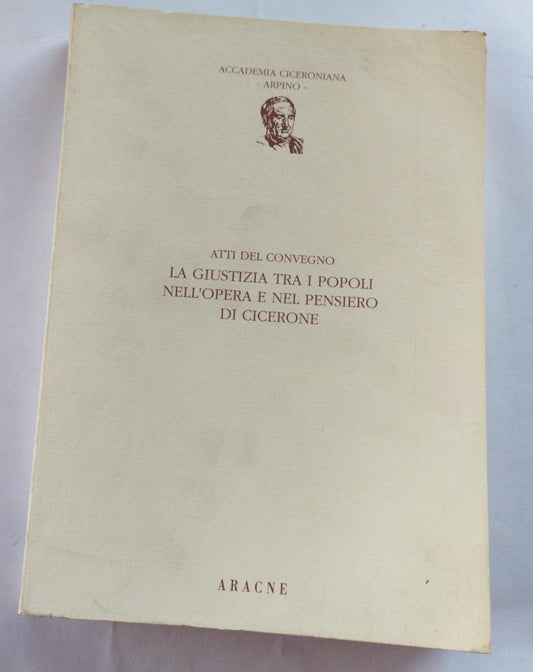 ACCADEMIA CICERONIANA
- ARPINO -
ATTI DEL CONVEGNO
LA GIUSTIZIA TRA I POPOLI
NELL'OPERA E NEL PENSIERO
DI CICERONE
ARACNE